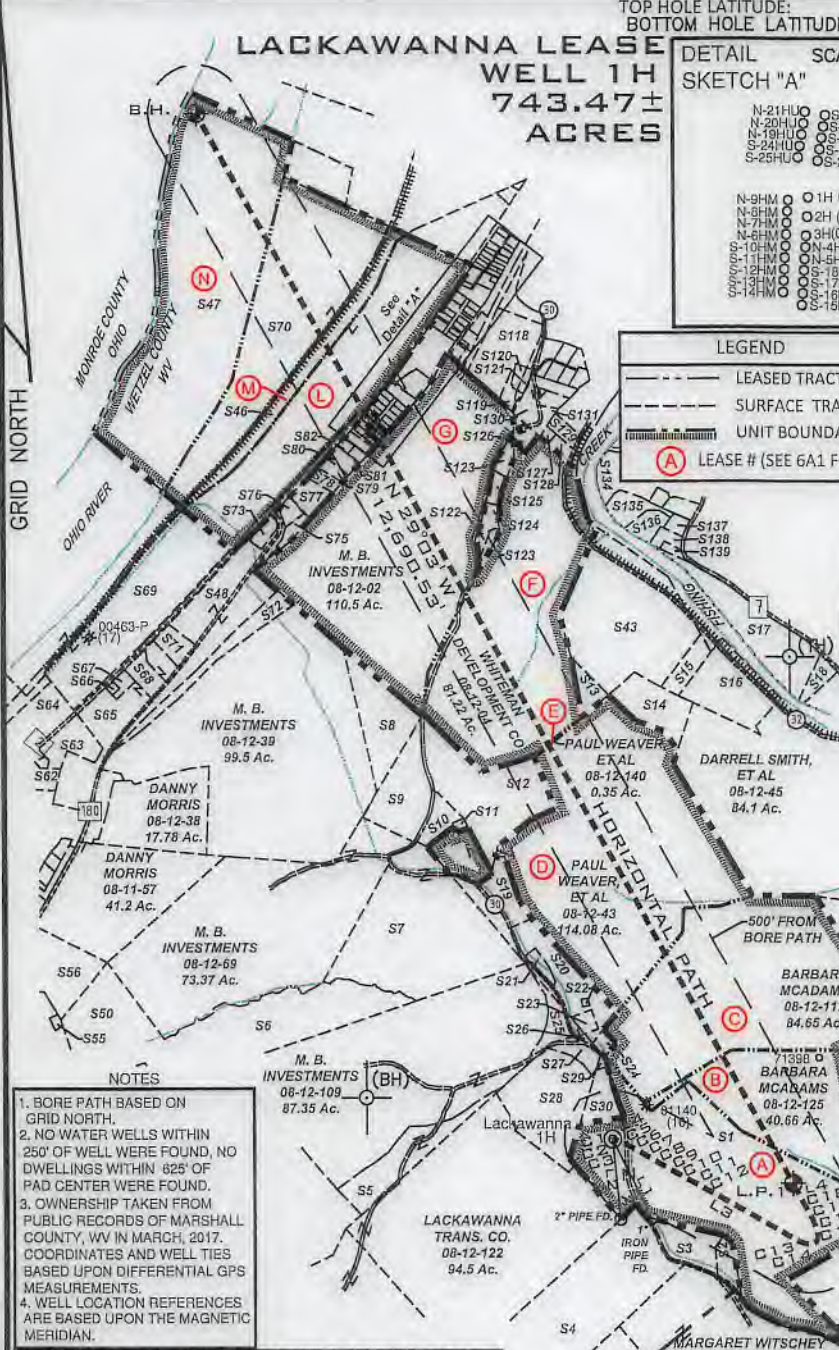 TOP HOLE LATITUDE:
BOTTOM HOLE LATITUDE
LACKAWANNA LEASE
WELL 1H
743.47±
ACRES
DETAIL
SKETCH "A"
N-21HU
N-20HU
N-19HU
S-24HU
S-25HU
N-9HM
N-8HM
N-7HM
N-6HM
S-10HM
S-11HM
S-12HM
S-13HM
S-14HM
1H
2H
LEGEND
LEASED TRACT
SURFACE TRA
UNIT BOUNDA
A LEASE # (SEE 6A1 F
GRID NORTH
B.H.
MONROE COUNTY
OHIO
WETZEL COUNTY
WV
OHIO RIVER
N
S47
S70
M
S46
L
See
Detail "A"
30
S118
S120
S121
S119
S130
S126
S131
S129
CREEK
S134
G
S82
S80
S78
S81
S79
S123
S127
S128
S125
S122
S124
S123
S135
S136
S137
S138
S139
FISHING
7
S17
(TH)
S18
S76
S77
S73
S75
M. B.
INVESTMENTS
08-12-02
110.5 Ac.
N 29°03' W
12,690.53'
F
S43
S15
S16
32
S69
S48
S72
00463-P
(17)
S71
S67
S66
S68
S64
S65
S63
S62
180
WHITEMAN
DEVELOPMENT CO
08-12-04
81.22 Ac.
S13
S14
E
PAUL WEAVER
ET AL
08-12-140
0.35 Ac.
DARRELL SMITH,
ET AL
08-12-45
84.1 Ac.
M. B.
INVESTMENTS
08-12-39
99.5 Ac.
S8
S9
S12
S10
S11
DANNY
MORRIS
08-12-38
17.78 Ac.
DANNY
MORRIS
08-11-57
41.2 Ac.
D
PAUL
WEAVER,
ET AL
08-12-43
114.08 Ac.
HORIZONTAL
PATH
S19
30
500' FROM
BORE PATH
M. B.
INVESTMENTS
08-12-69
73.37 Ac.
S7
S56
S50
S55
S6
S20
S21
S22
S23
S25
S26
S27
S29
S24
S28
S30
C
BARBAR
MCADAM
08-12-11
84.65 Ac
71398
B
BARBARA
MCADAMS
08-12-125
40.66 Ac.
81140
(16)
S1
A
L.P.
M. B.
INVESTMENTS
08-12-109
87.35 Ac.
(BH)
Lackawanna
1H
S5
LACKAWANNA
TRANS. CO.
08-12-122
94.5 Ac.
2" PIPE FD.
1"
IRON
PIPE
FD.
S3
S4
MARGARET WITSCHEY
NOTES
1. BORE PATH BASED ON
GRID NORTH.
2. NO WATER WELLS WITHIN
250' OF WELL WERE FOUND, NO
DWELLINGS WITHIN 625' OF
PAD CENTER WERE FOUND.
3. OWNERSHIP TAKEN FROM
PUBLIC RECORDS OF MARSHALL
COUNTY, WV IN MARCH, 2017.
COORDINATES AND WELL TIES
BASED UPON DIFFERENTIAL GPS
MEASUREMENTS.
4. WELL LOCATION REFERENCES
ARE BASED UPON THE MAGNETIC
MERIDIAN.